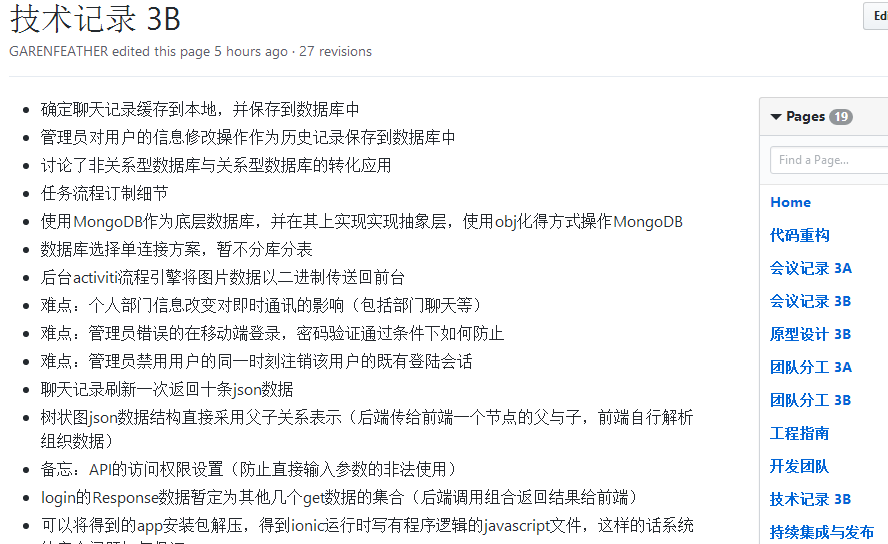 技术记录 3B
GARENFEATHER edited this page 5 hours ago · 27 revisions
确定聊天记录缓存到本地，并保存到数据库中
管理员对用户的信息修改操作作为历史记录保存到数据库中
讨论了非关系型数据库与关系型数据库的转化应用
任务流程订制细节
使用MongoDB作为底层数据库，并在其上实现实现抽象层，使用obj化得方式操作MongoDB
数据库选择单连接方案，暂不分库分表
后台activiti流程引擎将图片数据以二进制传送回前台
难点：个人部门信息改变对即时通讯的影响（包括部门聊天等）
难点：管理员错误的在移动端登录，密码验证通过条件下如何防止
难点：管理员禁用用户的同一时刻注销该用户的既有登陆会话
聊天记录刷新一次返回十条json数据
树状图json数据结构直接采用父子关系表示（后端传给前端一个节点的父与子，前端自行解析
组织数据）
备忘：API的访问权限设置（防止直接输入参数的非法使用）
login的Response数据暂定为其他几个get数据的集合（后端调用组合返回结果给前端）
可以将得到的app安装包解压，得到ionic运行时写有程序逻辑的javascript文件，这样的话系统
Edi
Pages 19
Find a Page...
Home
代码重构
会议记录 3A
会议记录 3B
原型设计 3B
团队分工 3A
团队分工 3B
工程指南
开发团队
技术记录 3B
持续集成与发布